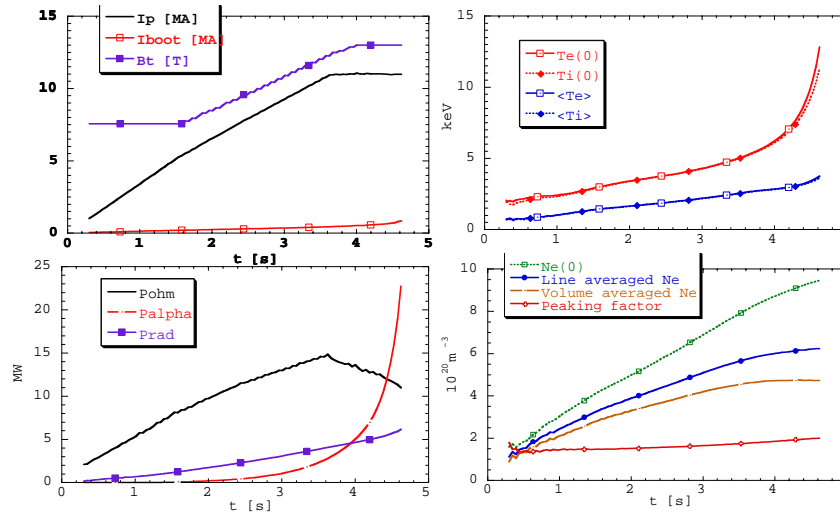 Ip [MA]
Iboot [MA]
Bt [T]
15
10
5
0
0 1 2 3 4 5
t [s]
Te(0)
Ti(0)
<Te>
<Ti>
15
10
5
0
keV
0 1 2 3 4
Pohm
Palpha
Prad
25
20
15
10
5
0
MW
0 1 2 3 4 5
t [s]
Ne(0)
Line averaged Ne
Volume averaged Ne
Peaking factor
10
8
6
4
2
0
10 20 m -3
0 1 2 3 4
t [s]